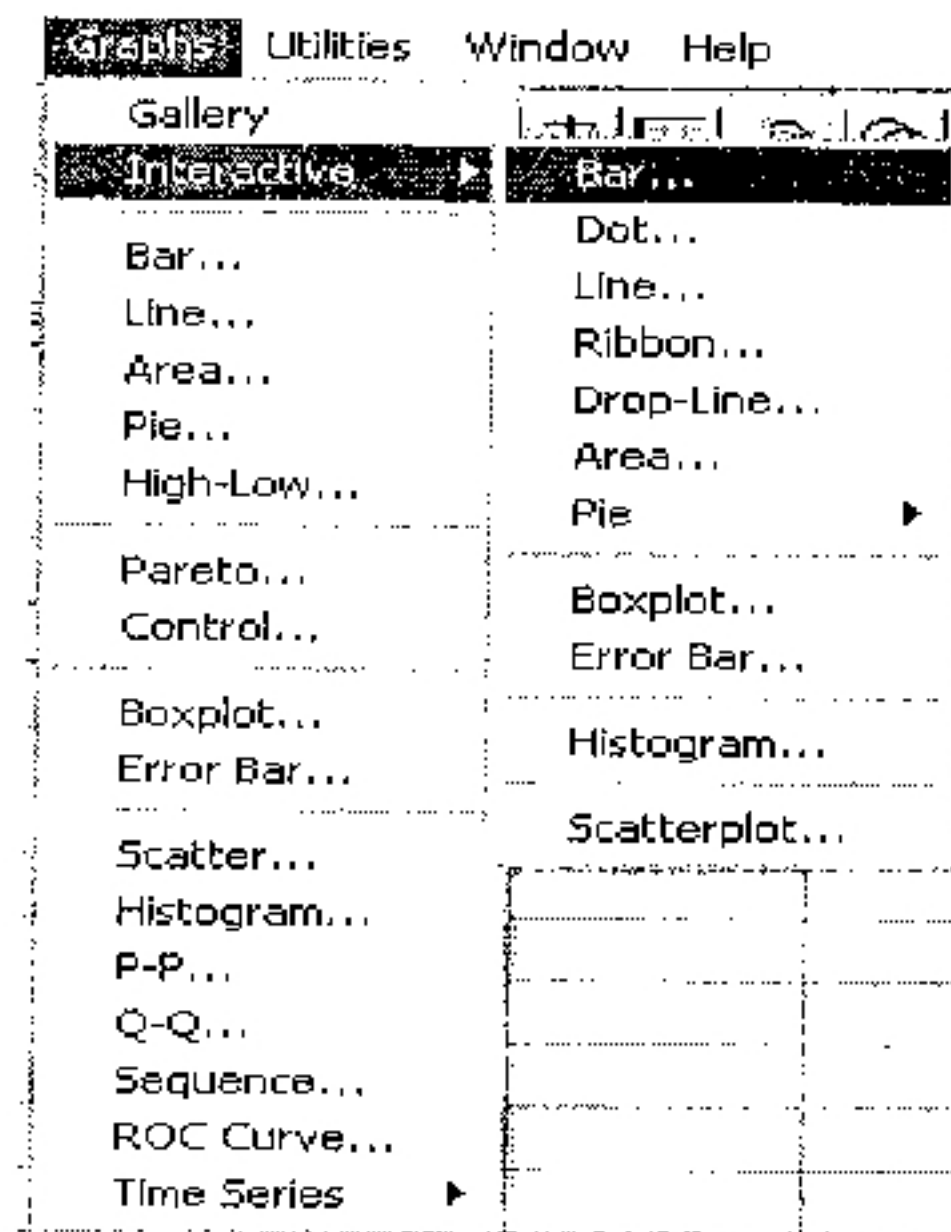 Graphs Utilities Window Help
Gallery
Interactive
Bar...
Line...
Area...
Pie...
High-Low...
Pareto...
Control...
Boxplot...
Error Bar...
Scatter...
Histogram...
P-P...
Q-Q...
Sequence...
ROC Curve...
Time Series
Bar...
Dot...
Line...
Ribbon...
Drop-Line...
Area...
Pie
Boxplot...
Error Bar...
Histogram...
Scatterplot...